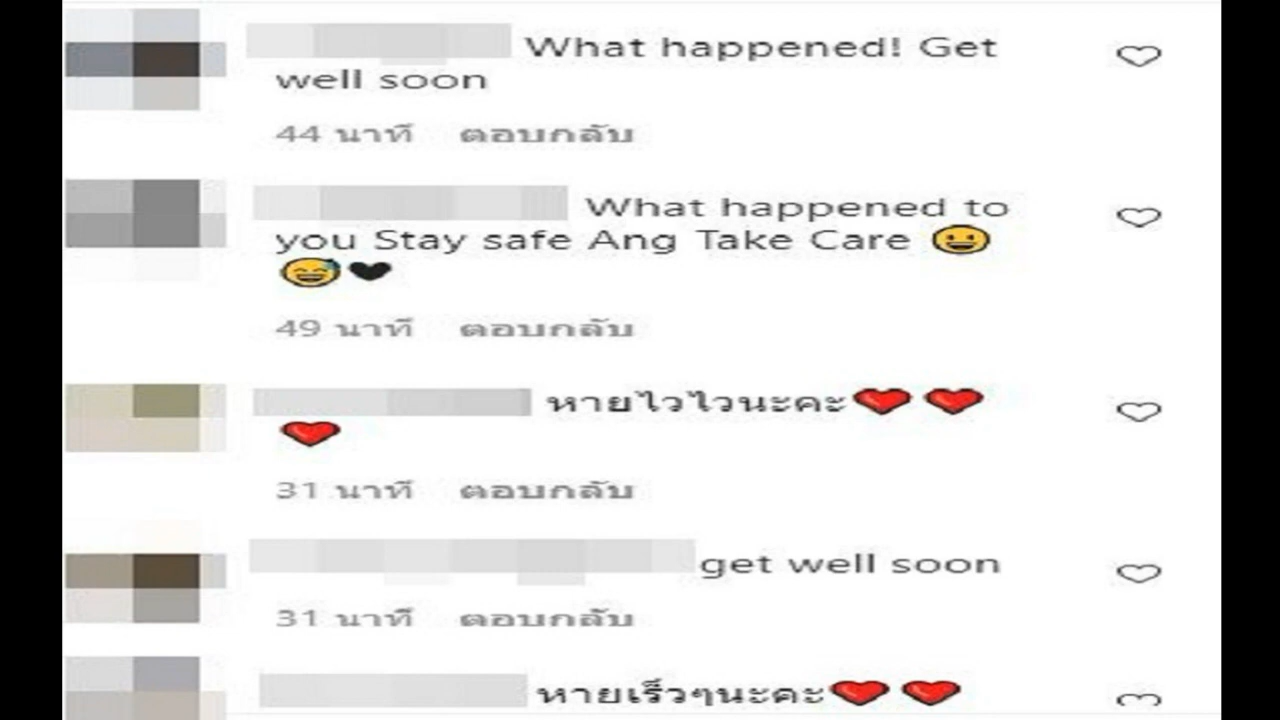 What happened! Get
well soon
44 นาที ตอบกลับ
What happened to
you Stay safe Ang Take Care 😀
😅🖤
49 นาที ตอบกลับ
หายไวไวนะคะ❤️ ❤️
❤️
31 นาที ตอบกลับ
get well soon
31 นาที ตอบกลับ
หายเร็วๆนะคะ❤️ ❤️